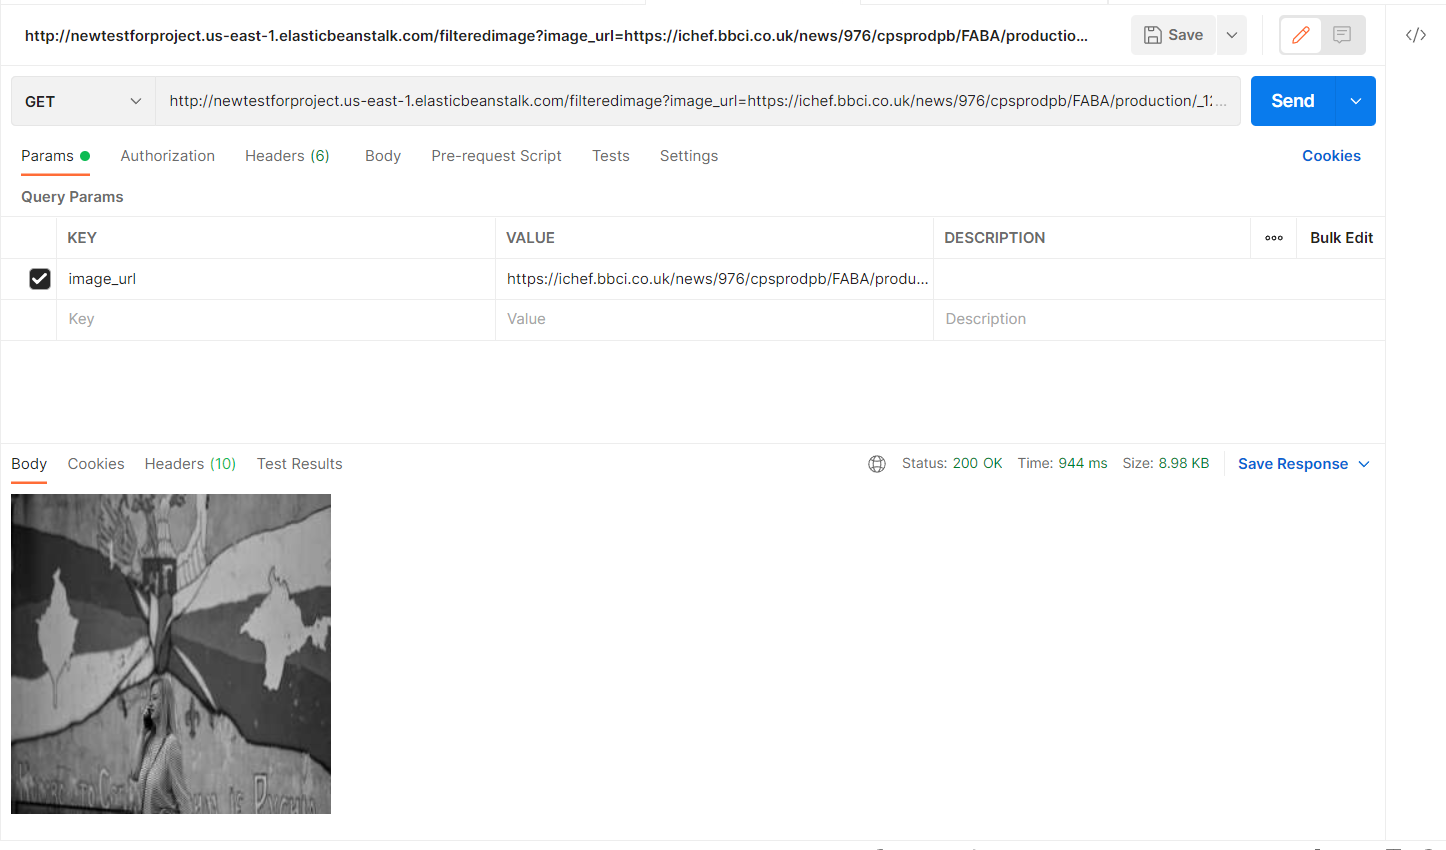 http://newtestforproject.us-east-1.elasticbeanstalk.com/filteredimage?image_url=https://ichef.bbci.co.uk/news/976/cpsprodpb/FABA/productio...
Save
GET
http://newtestforproject.us-east-1.elasticbeanstalk.com/filteredimage?image_url=https://ichef.bbci.co.uk/news/976/cpsprodpb/FABA/production/_12...
Send
Params Authorization Headers (6) Body Pre-request Script Tests Settings Cookies
Query Params
KEY VALUE DESCRIPTION Bulk Edit
image_url https://ichef.bbci.co.uk/news/976/cpsprodpb/FABA/produ...
Key Value Description
Body Cookies Headers (10) Test Results Status: 200 OK Time: 944 ms Size: 8.98 KB Save Response